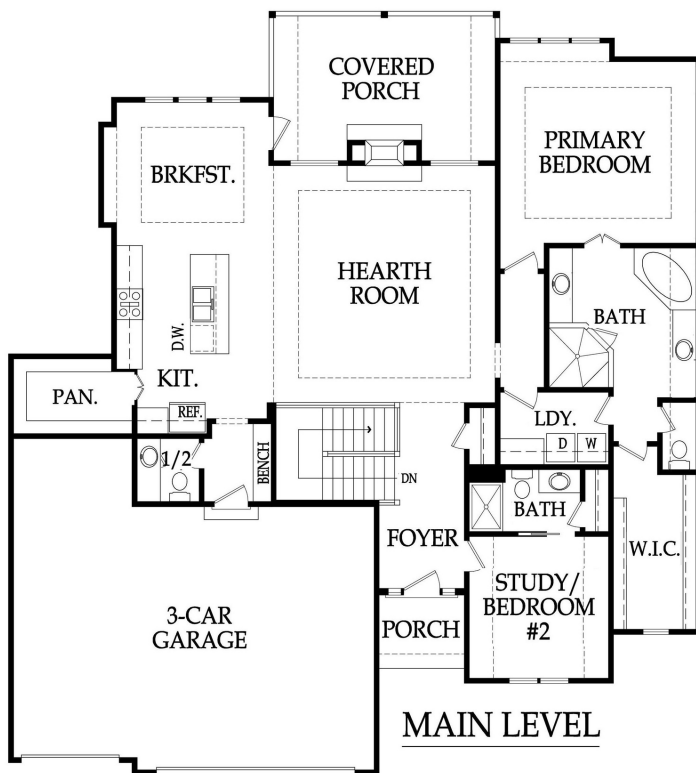 COVERED
PORCH
BRKFST.
PRIMARY
BEDROOM
HEARTH
ROOM
BATH
D.W.
KIT.
PAN.
REF.
LDY.
D
W
1/2
BENCH
DN
BATH
FOYER
W.I.C.
STUDY/
BEDROOM
#2
3-CAR
GARAGE
PORCH
MAIN LEVEL